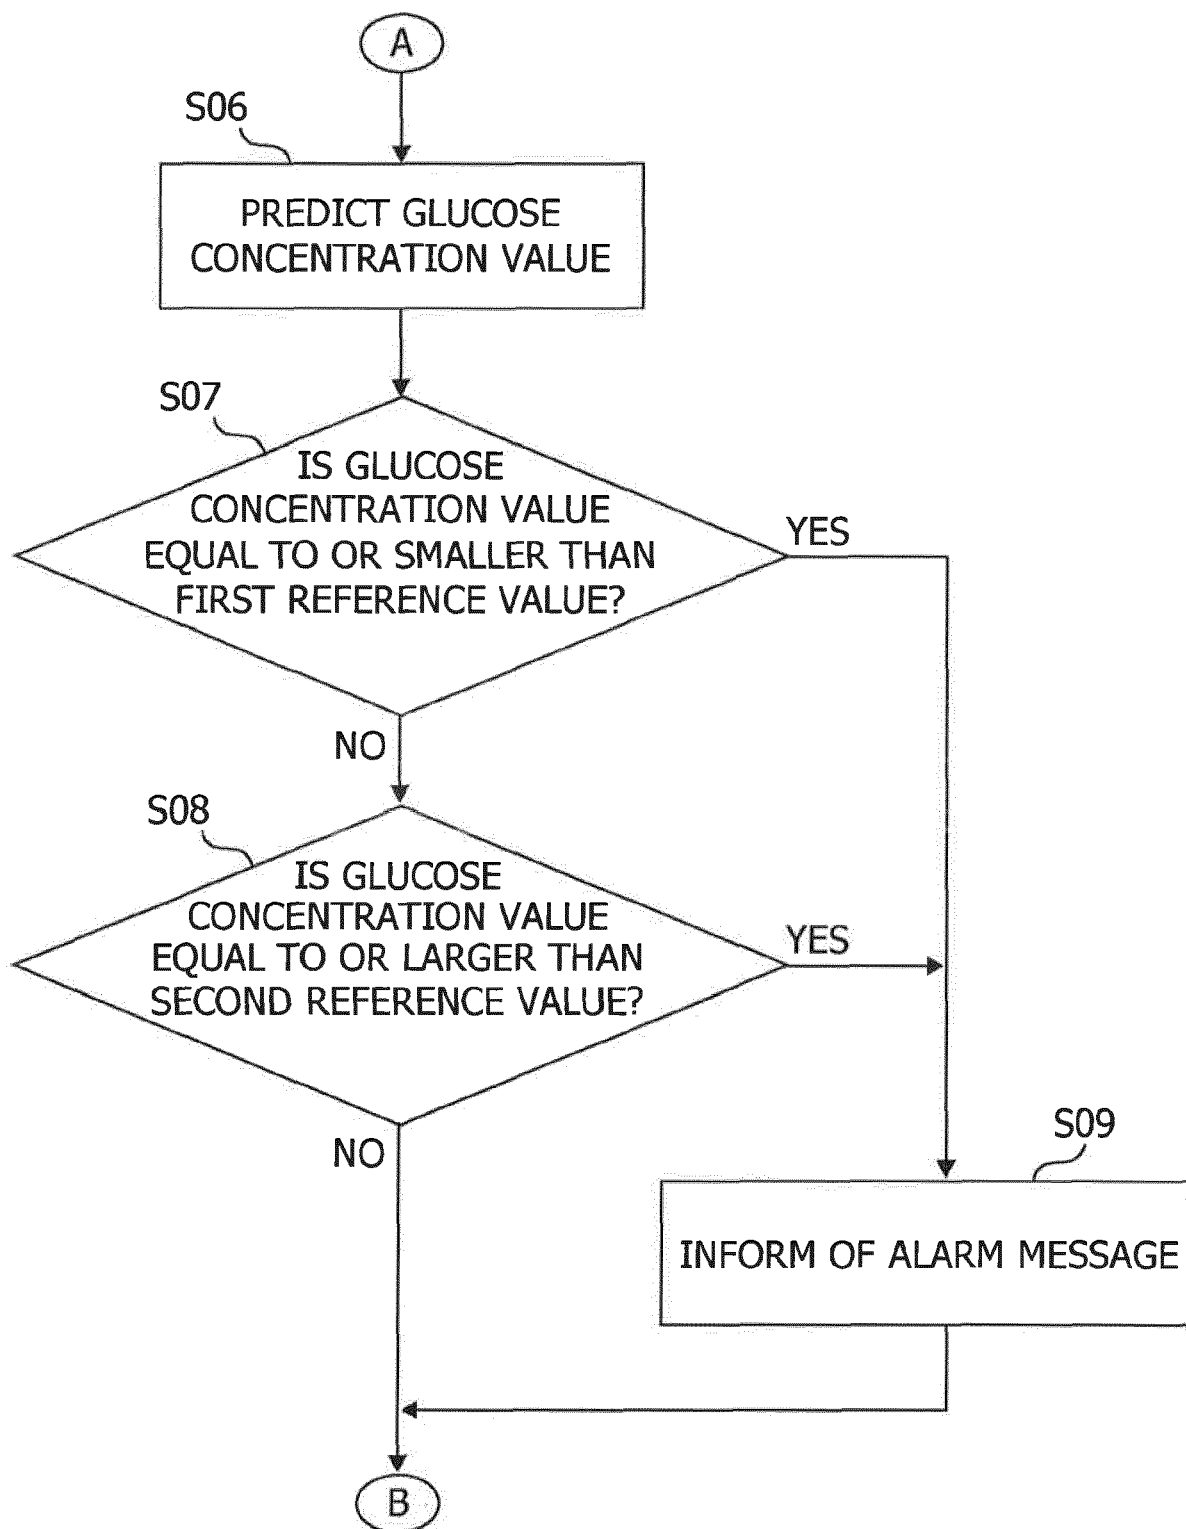 A
S06
PREDICT GLUCOSE
CONCENTRATION VALUE
S07
IS GLUCOSE
CONCENTRATION VALUE
EQUAL TO OR SMALLER THAN
FIRST REFERENCE VALUE?
YES
NO
S08
IS GLUCOSE
CONCENTRATION VALUE
EQUAL TO OR LARGER THAN
SECOND REFERENCE VALUE?
YES
NO
S09
INFORM OF ALARM MESSAGE
B